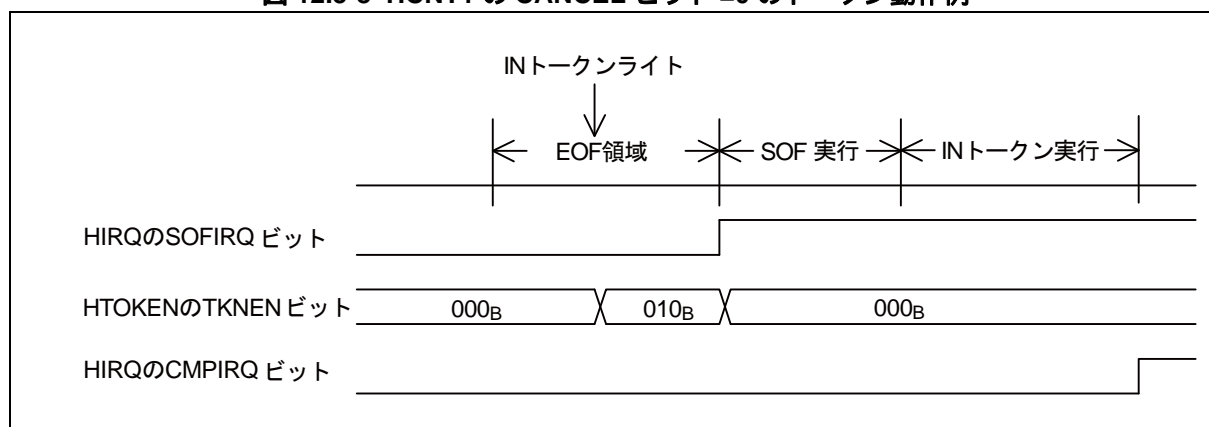 INトークンライト
EOF領域
SOF 実行
INトークン実行
HIRQのSOFIRQ ビット
HTOKENのTKNEN ビット
000B
010B
000B
HIRQのCMPIRQ ビット